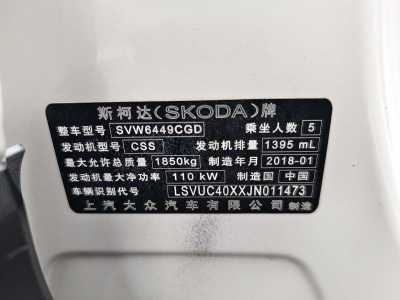 斯柯达(SKODA)牌
整车型号 SVW6449CGD 乘坐人数 5
发动机型号 CSS 发动机排量 1395 mL
最大允许总质量 1850kg 制造年月 2018-01
发动机最大净功率 110 kW 制造国 中国
车辆识别代号 LSVUC40XXJN011473
上汽大众汽车有限公司 制造